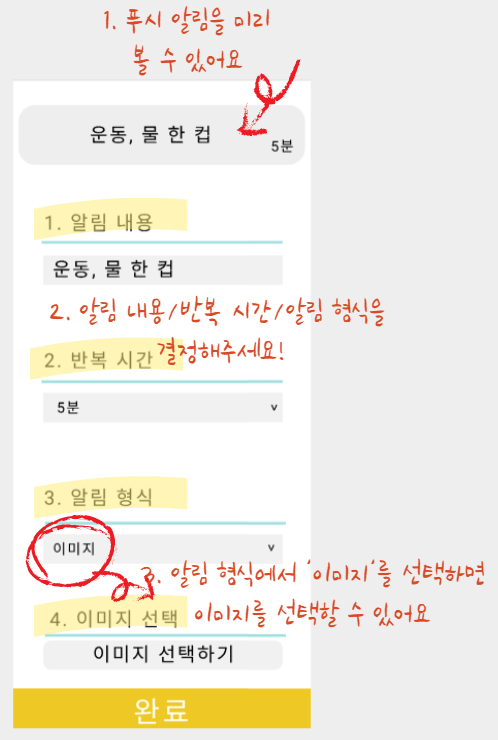 1. 푸시 알림을 미리
볼 수 있어요
운동, 물 한 컵
5분
1. 알림 내용
운동, 물 한 컵
2. 알림 내용/반복 시간/알림 형식을
결정해주세요!
2. 반복 시간
5분
3. 알림 형식
이미지
3. 알림 형식에서 '이미지'를 선택하면
이미지를 선택할 수 있어요
4. 이미지 선택
이미지 선택하기
완료